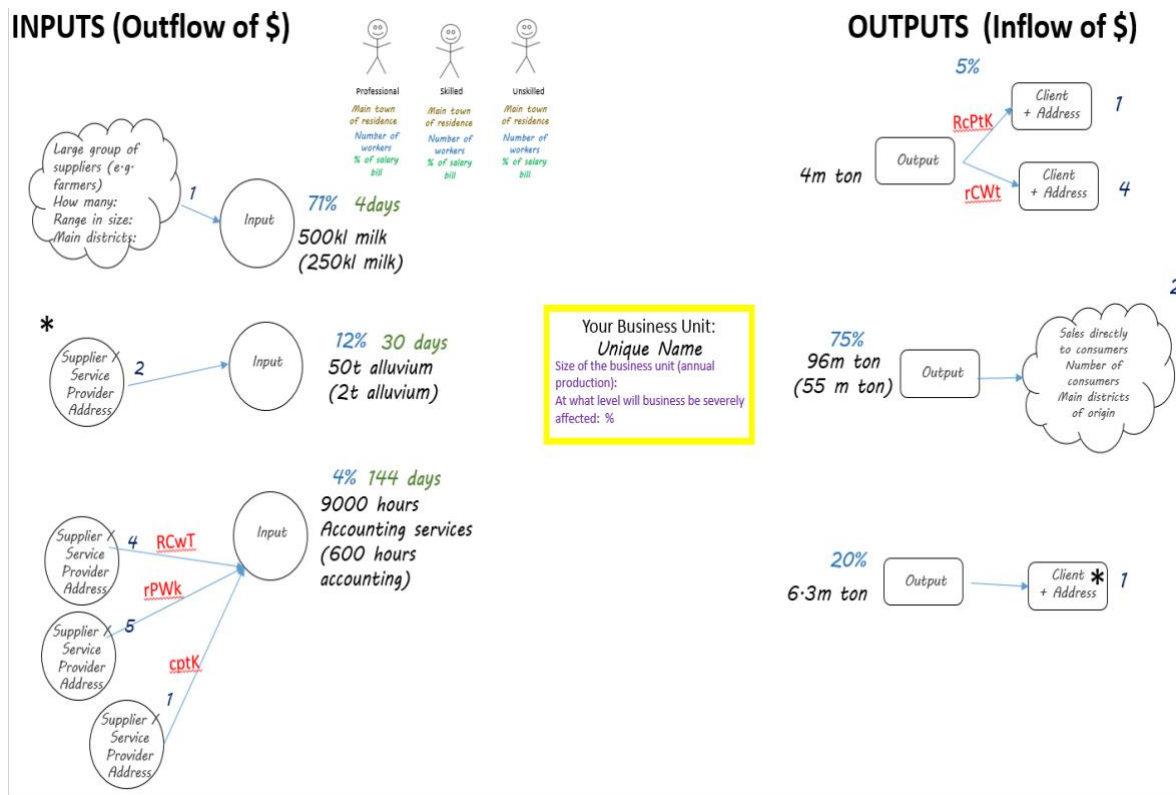 INPUTS (Outflow of $)
Professional
Main town
of residence
Number of
workers
% of salary
bill
Skilled
Main town
of residence
Number of
workers
% of salary
bill
Unskilled
Main town
of residence
Number of
workers
% of salary
bill
Large group of
suppliers (e.g.
farmers)
How many:
Range in size:
Main districts:
1
Input
71% 4days
500kl milk
(250kl milk)
*
Supplier /
Service
Provider
Address
2
Input
12% 30 days
50t alluvium
(2t alluvium)
4% 144 days
9000 hours
Accounting services
(600 hours
accounting)
Input
Supplier /
Service
Provider
Address
4 RCwT
Supplier /
Service
Provider
Address
5
rPWk
Supplier /
Service
Provider
Address
1
cptK
Your Business Unit:
Unique Name
Size of the business unit (annual
production):
At what level will business be severely
affected: %
OUTPUTS (Inflow of $)
5%
4m ton
Output
RcPtK
Client
+ Address
1
rCWt
Client
+ Address
4
75%
96m ton
(55 m ton)
Output
Sales directly
to consumers
Number of
consumers
Main districts
of origin
2
20%
6.3m ton
Output
Client *
+ Address
1